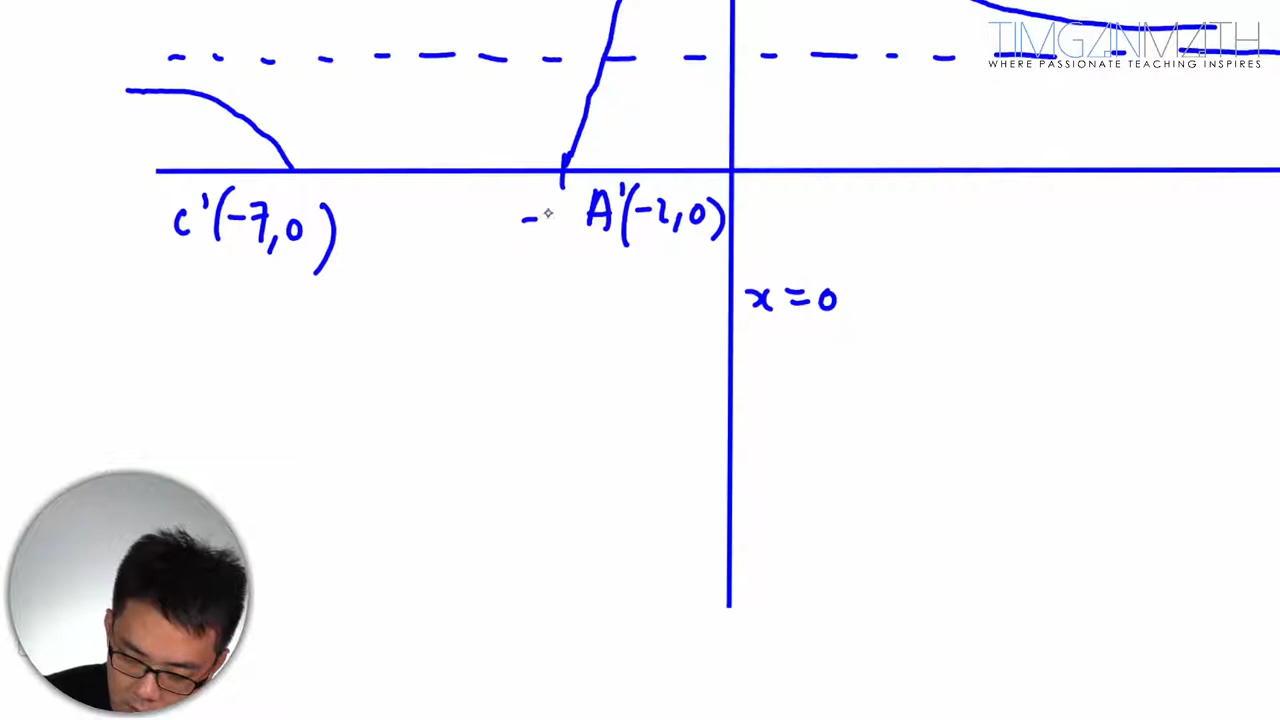 TIMGANMATH
WHERE PASSIONATE TEACHING INSPIRES
C'(-7,0)
- A'(-2,0)
x=0